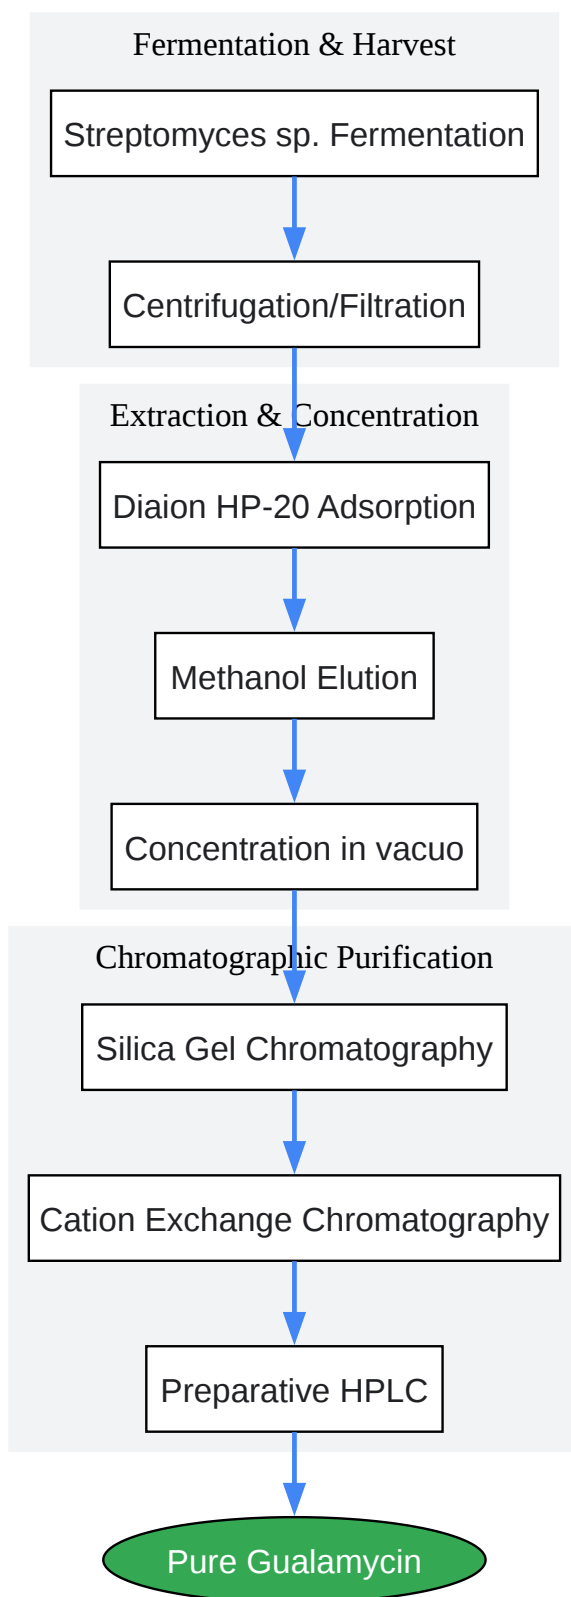 Fermentation & Harvest
Streptomyces sp. Fermentation
Centrifugation/Filtration
Extraction & Concentration
Diaion HP-20 Adsorption
Methanol Elution
Concentration in vacuo
Chromatographic Purification
Silica Gel Chromatography
Cation Exchange Chromatography
Preparative HPLC
Pure Gualamycin